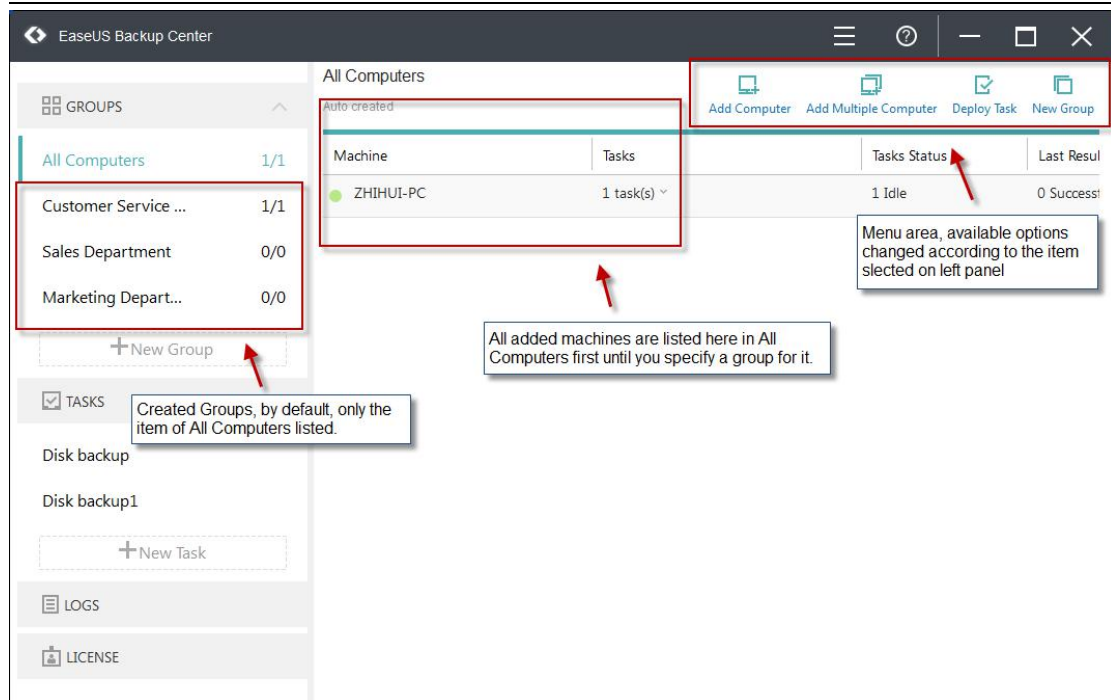 EaseUS Backup Center
GROUPS
All Computers 1/1
Customer Service ... 1/1
Sales Department 0/0
Marketing Depart... 0/0
New Group
TASKS
Disk backup
Disk backup1
New Task
LOGS
LICENSE
All Computers
Auto created
Add Computer Add Multiple Computer Deploy Task New Group
Machine Tasks Tasks Status Last Resul
ZHIHUI-PC 1 task(s) 1 Idle 0 Success
Menu area, available options
changed according to the item
slected on left panel
All added machines are listed here in All
Computers first until you specify a group for it.
Created Groups, by default, only the
item of All Computers listed.